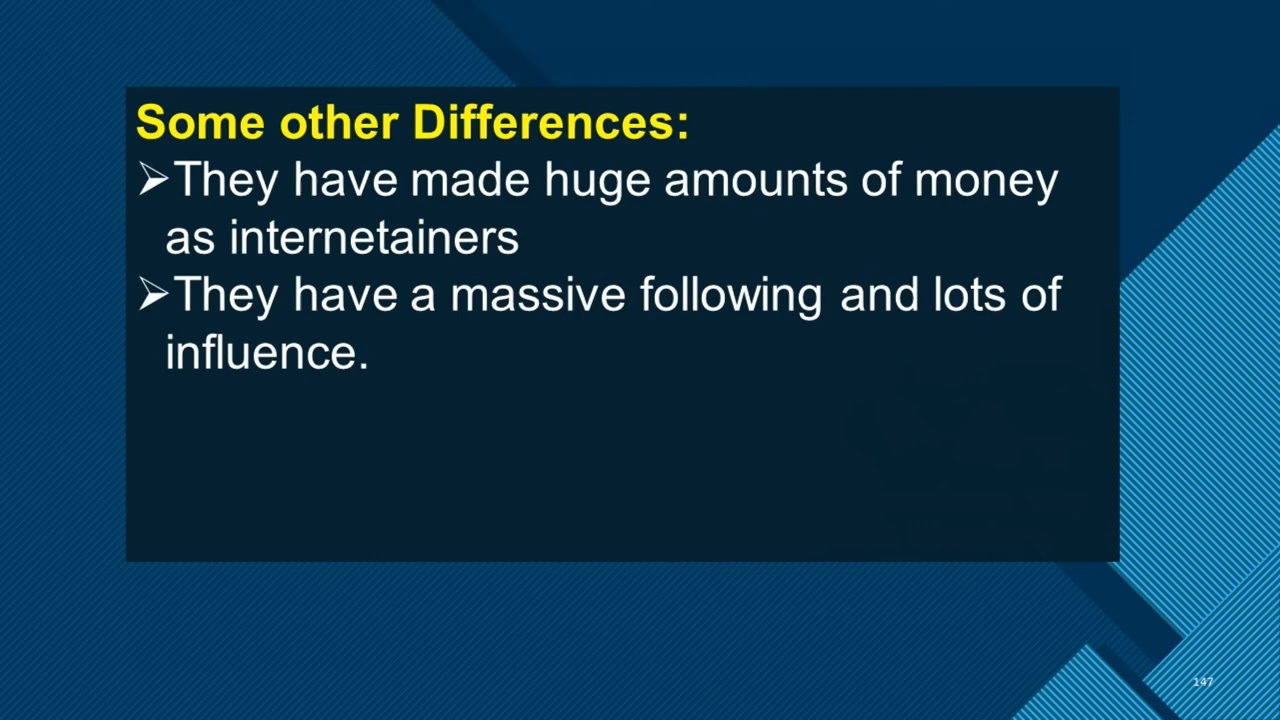 Some other Differences:
➢They have made huge amounts of money
as internetainers
➢They have a massive following and lots of
influence.
147